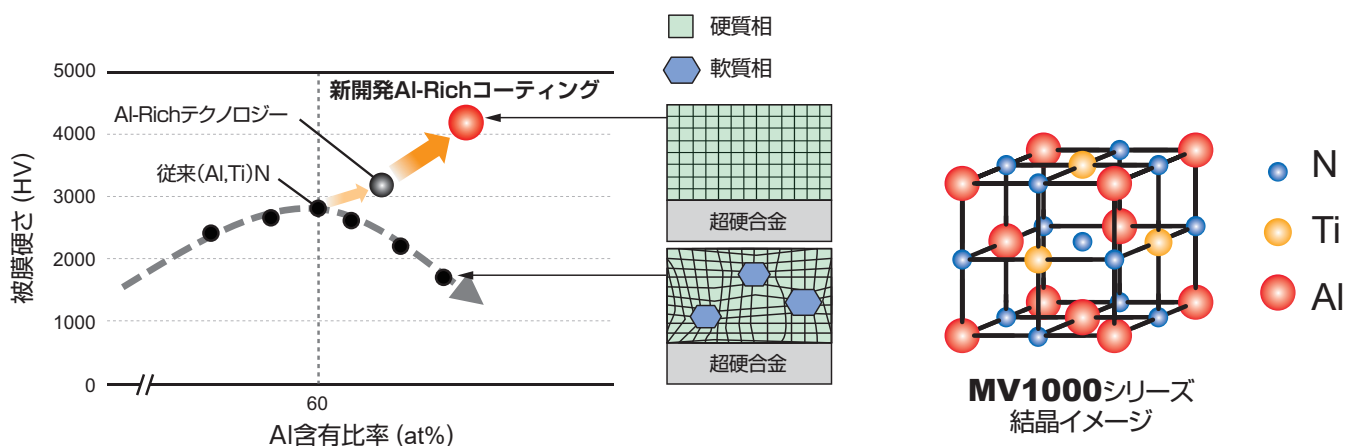 硬質相
軟質相
5000
4000
3000
2000
1000
0
被膜硬さ (HV)
新開発Al-Richコーティング
Al-Richテクノロジー
従来(Al,Ti)N
60
Al含有比率 (at%)
超硬合金
超硬合金
N
Ti
Al
MV1000シリーズ
結晶イメージ